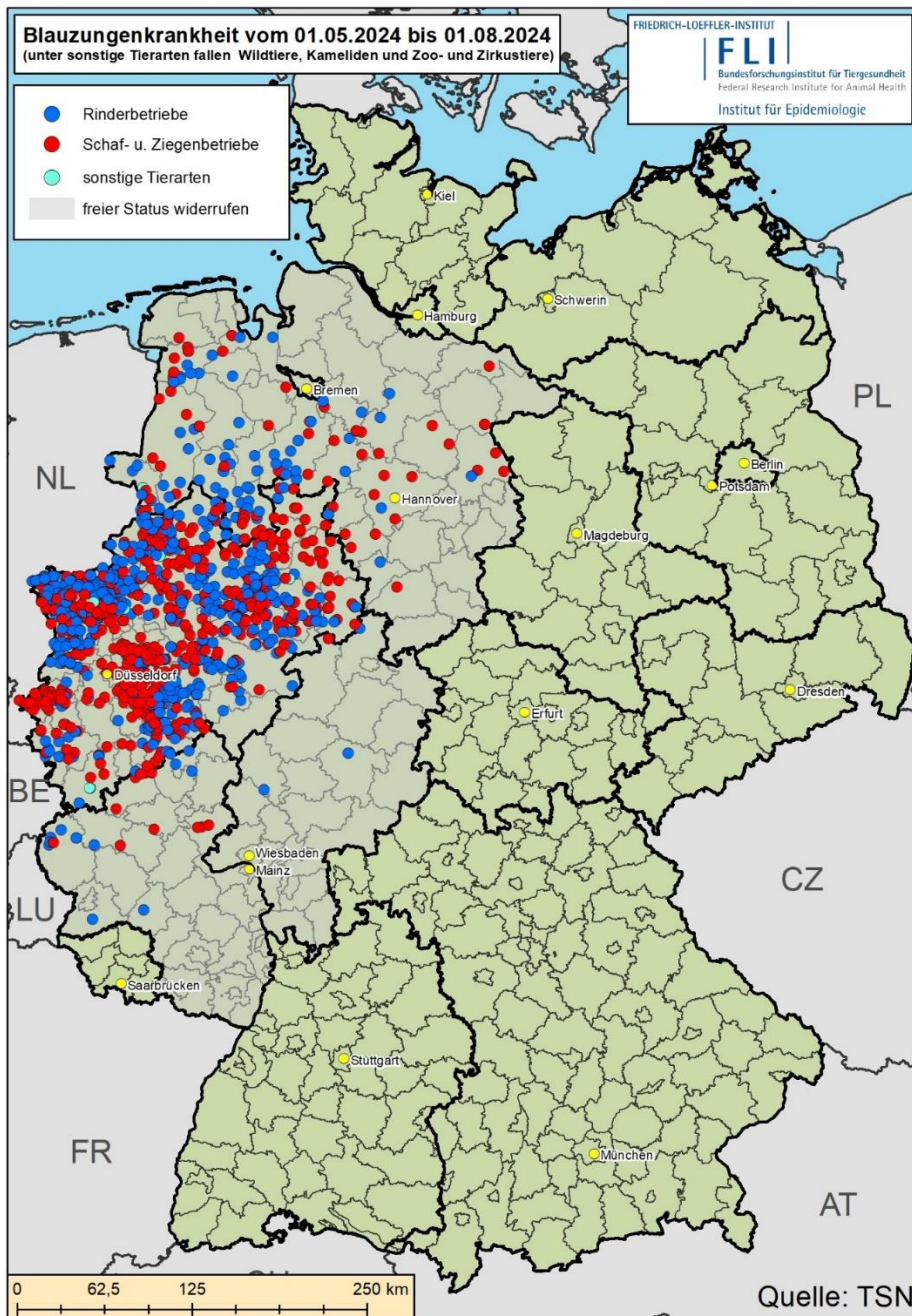 Blauzungenkrankheit vom 01.05.2024 bis 01.08.2024
(unter sonstige Tierarten fallen Wildtiere, Kameliden und Zoo- und Zirkustiere)
FRIEDRICH-LOEFFLER-INSTITUT
FLI
Bundesforschungsinstitut für Tiergesundheit
Federal Research Institute for Animal Health
Institut für Epidemiologie
Rinderbetriebe
Schaf- u. Ziegenbetriebe
sonstige Tierarten
freier Status widerrufen
Kiel
Schwerin
Hamburg
Bremen
PL
NL
Berlin
Potsdam
Hannover
Magdeburg
Düsseldorf
Dresden
Erfurt
BE
Wiesbaden
Mainz
CZ
LU
Saarbrücken
Stuttgart
FR
München
AT
0 62,5 125 250 km
Quelle: TSN